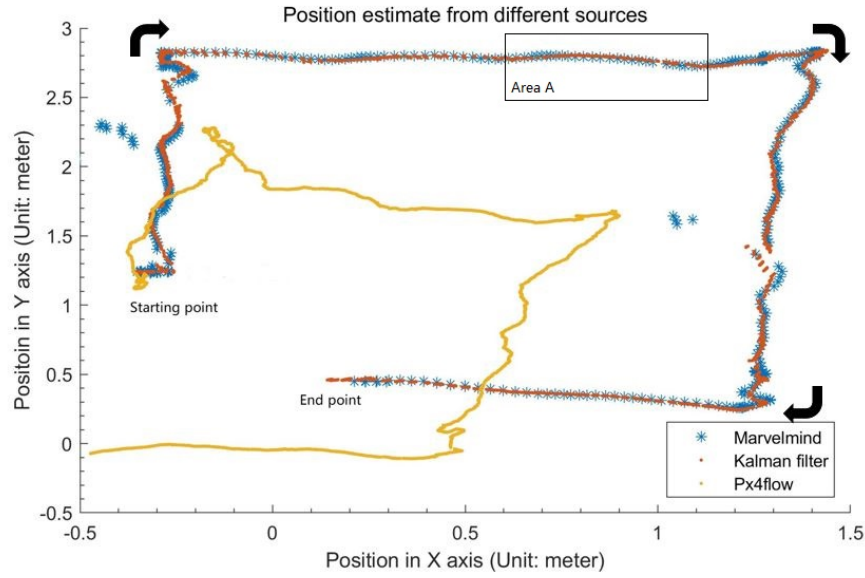 Position estimate from different sources
3
2.5
2
1.5
1
0.5
0
-0.5
Positoin in Y axis (Unit: meter)
Area A
Starting point
End point
Marvelmind
Kalman filter
Px4flow
-0.5
0
0.5
1
1.5
Position in X axis (Unit: meter)